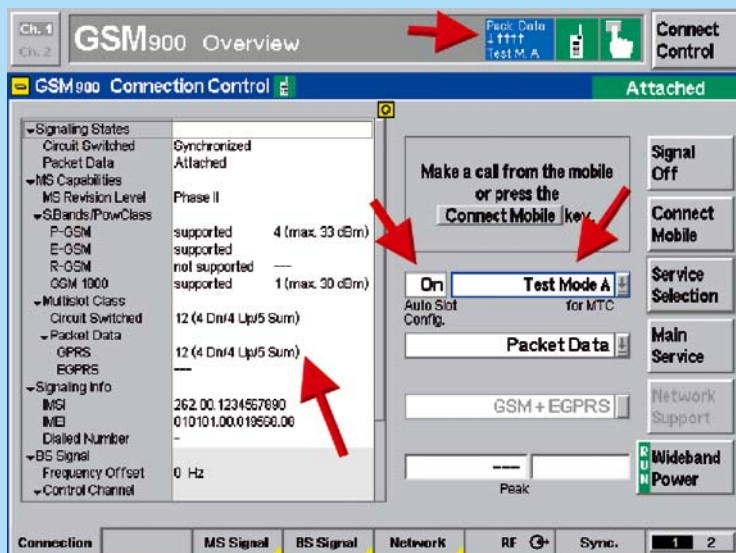 Ch. 1
Ch. 2
GSM900 Overview
Pack. Data
↓↑↑↑↑
Test M. A
Connect
Control
GSM900 Connection Control
Attached
Signaling States
Circuit Switched Synchronized
Packet Data Attached
MS Capabilities
MS Revision Level Phase II
S.Bands/PowClass
P-GSM supported 4 (max. 33 dBm)
E-GSM supported
R-GSM not supported ---
GSM 1800 supported 1 (max. 30 dBm)
Multislot Class
Circuit Switched 12 (4 Dn/4 Up/5 Sum)
Packet Data
GPRS 12 (4 Dn/4 Up/5 Sum)
EGPRS ---
Signaling Info
IMSI 262.00.1234567890
IMEI 010101.00.019566.06
Dialed Number -
BS Signal
Frequency Offset 0 Hz
Control Channel
Make a call from the mobile
or press the
Connect Mobile key.
On Test Mode A
Auto Slot for MTC
Config.
Packet Data
GSM + EGPRS
---
Peak
Signal
Off
Connect
Mobile
Service
Selection
Main
Service
Network
Support
RUN
Wideband
Power
Connection MS Signal BS Signal Network RF Sync. 1 2